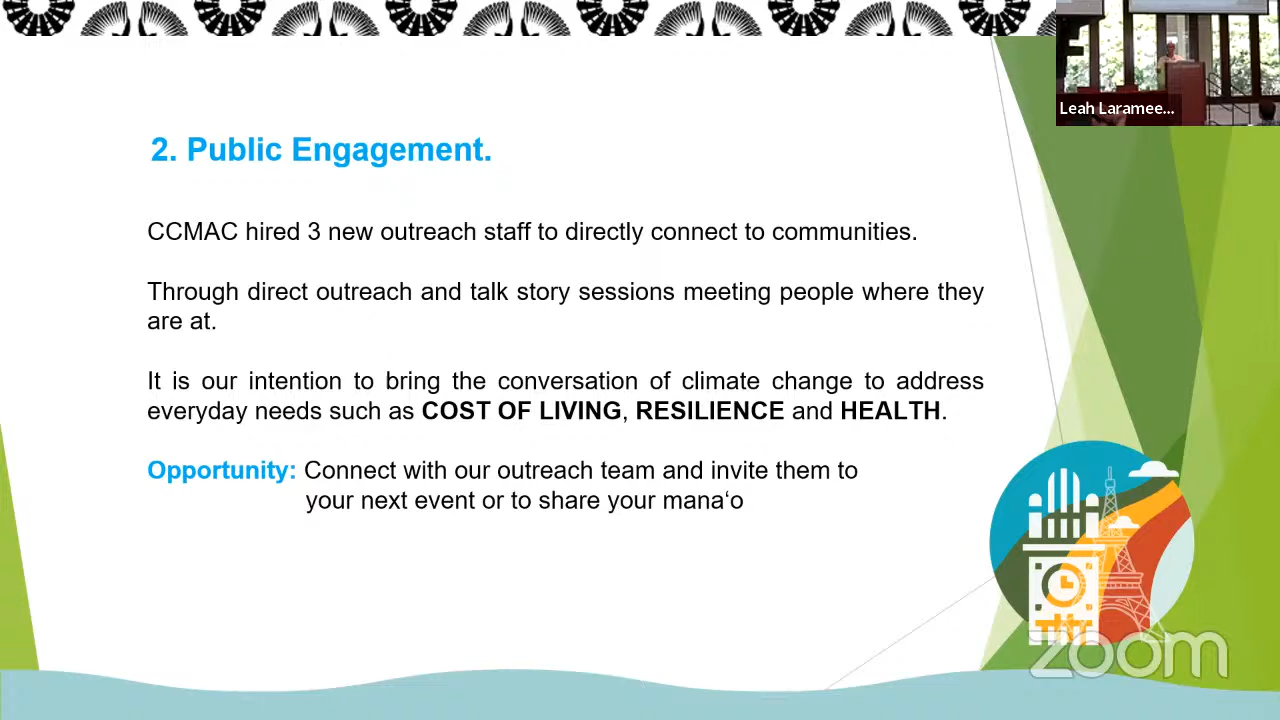 Leah Laramee...
2. Public Engagement.
CCMAC hired 3 new outreach staff to directly connect to communities.
Through direct outreach and talk story sessions meeting people where they
are at.
It is our intention to bring the conversation of climate change to address
everyday needs such as COST OF LIVING, RESILIENCE and HEALTH.
Opportunity: Connect with our outreach team and invite them to
your next event or to share your manaʻo
zoom